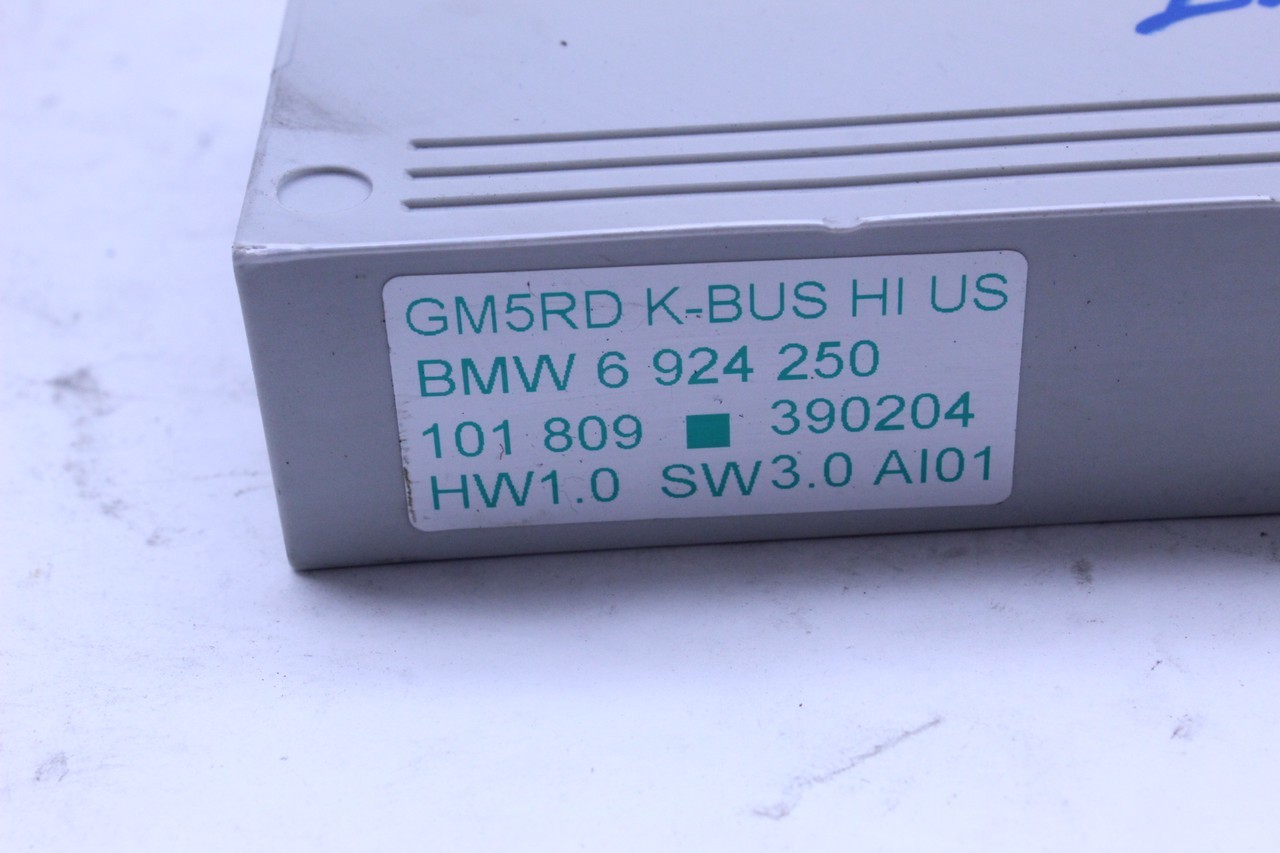 GM5RD K-BUS HI US
BMW 6 924 250
101 809 ■ 390204
HW1.0 SW3.0 AI01